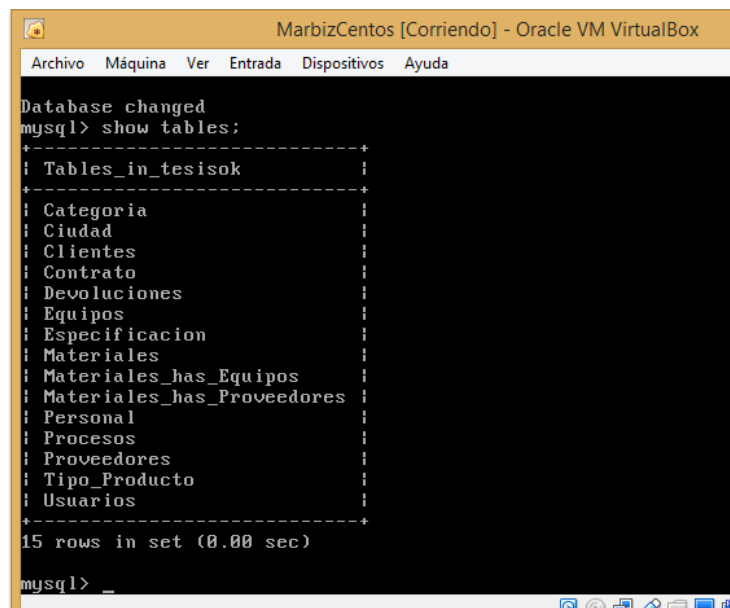 MarbizCentos [Corriendo] - Oracle VM VirtualBox
Archivo Máquina Ver Entrada Dispositivos Ayuda
Database changed
mysql> show tables;
+-----------------------------+
| Tables_in_tesisok           |
+-----------------------------+
| Categoria                   |
| Ciudad                      |
| Clientes                    |
| Contrato                    |
| Devoluciones                |
| Equipos                     |
| Especificacion              |
| Materiales                  |
| Materiales_has_Equipos      |
| Materiales_has_Proveedores  |
| Personal                    |
| Procesos                    |
| Proveedores                 |
| Tipo_Producto               |
| Usuarios                    |
+-----------------------------+
15 rows in set (0.00 sec)
mysql> _